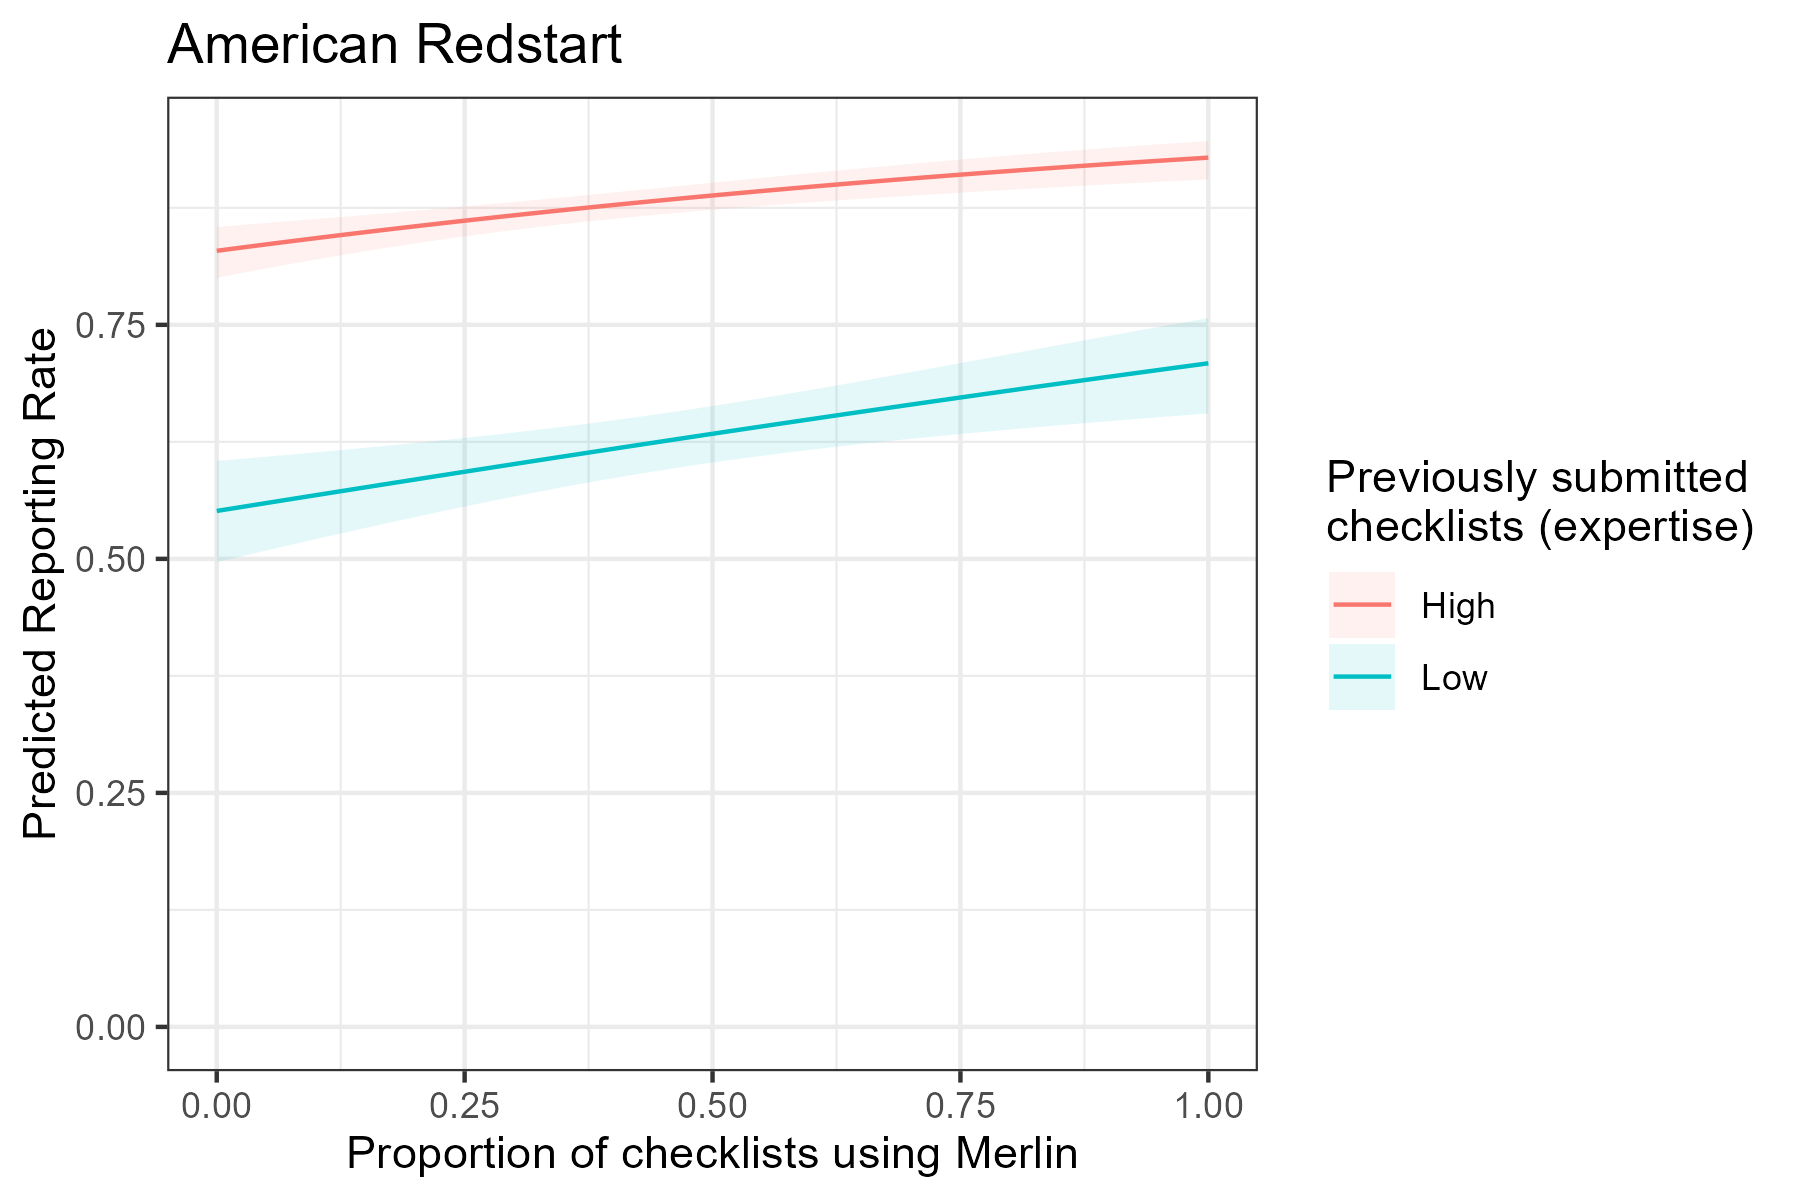 American Redstart
Predicted Reporting Rate
0.75
0.50
0.25
0.00
0.00 0.25 0.50 0.75 1.00
Proportion of checklists using Merlin
Previously submitted
checklists (expertise)
High
Low